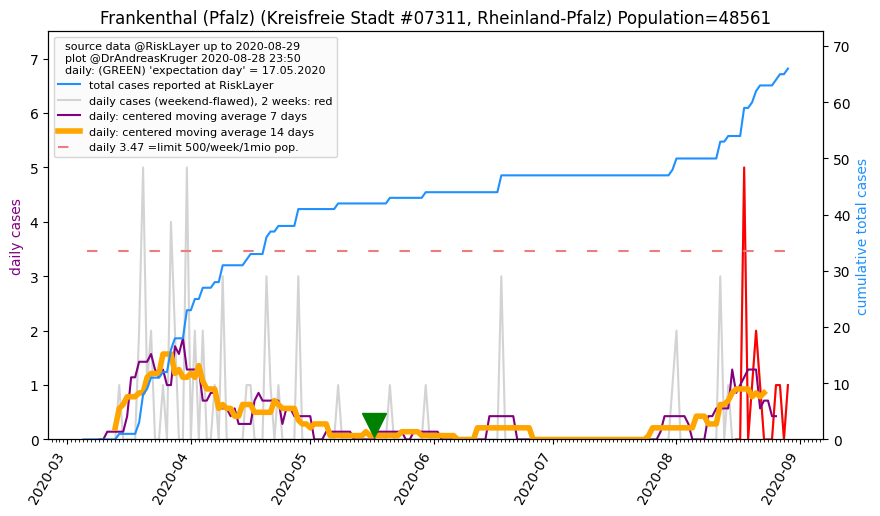 Frankenthal (Pfalz) (Kreisfreie Stadt #07311, Rheinland-Pfalz) Population=48561
source data @RiskLayer up to 2020-08-29
plot @DrAndreasKruger 2020-08-28 23:50
daily: (GREEN) 'expectation day' = 17.05.2020
total cases reported at RiskLayer
daily cases (weekend-flawed), 2 weeks: red
daily: centered moving average 7 days
daily: centered moving average 14 days
daily 3.47 =limit 500/week/1mio pop.
daily cases
7
6
5
4
3
2
1
0
cumulative total cases
70
60
50
40
30
20
10
0
2020-03
2020-04
2020-05
2020-06
2020-07
2020-08
2020-09